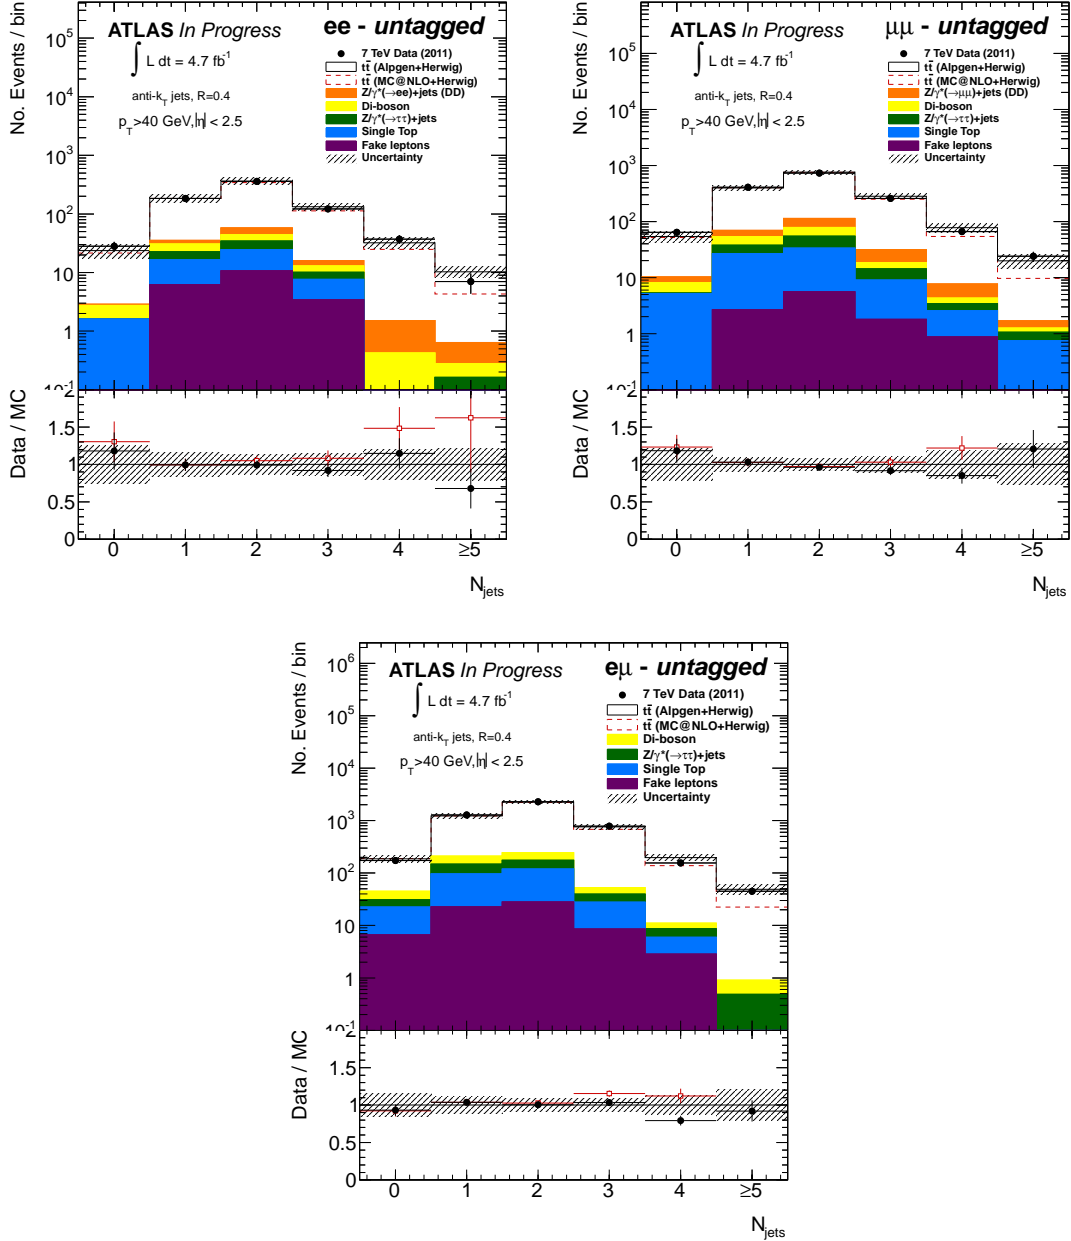 ATLAS In Progress
ee - untagged
∫ L dt = 4.7 fb⁻¹
anti-k_T jets, R=0.4
p_T>40 GeV,|η|<2.5
7 TeV Data (2011)
tt̄ (Alpgen+Herwig)
tt̄ (MC@NLO+Herwig)
Z/γ*(→ee)+jets (DD)
Di-boson
Z/γ*(→ττ)+jets
Single Top
Fake leptons
Uncertainty
No. Events / bin
10⁵
10⁴
10³
10²
10
1
10⁻¹
Data / MC
2
1.5
1
0.5
0
0 1 2 3 4 ≥5
N_jets
ATLAS In Progress
μμ - untagged
∫ L dt = 4.7 fb⁻¹
anti-k_T jets, R=0.4
p_T>40 GeV,|η|<2.5
7 TeV Data (2011)
tt̄ (Alpgen+Herwig)
tt̄ (MC@NLO+Herwig)
Z/γ*(→μμ)+jets (DD)
Di-boson
Z/γ*(→ττ)+jets
Single Top
Fake leptons
Uncertainty
No. Events / bin
10⁵
10⁴
10³
10²
10
1
10⁻¹
Data / MC
2
1.5
1
0.5
0
0 1 2 3 4 ≥5
N_jets
ATLAS In Progress
eμ - untagged
∫ L dt = 4.7 fb⁻¹
anti-k_T jets, R=0.4
p_T>40 GeV,|η|<2.5
7 TeV Data (2011)
tt̄ (Alpgen+Herwig)
tt̄ (MC@NLO+Herwig)
Di-boson
Z/γ*(→ττ)+jets
Single Top
Fake leptons
Uncertainty
No. Events / bin
10⁶
10⁵
10⁴
10³
10²
10
1
10⁻¹
Data / MC
2
1.5
1
0.5
0
0 1 2 3 4 ≥5
N_jets